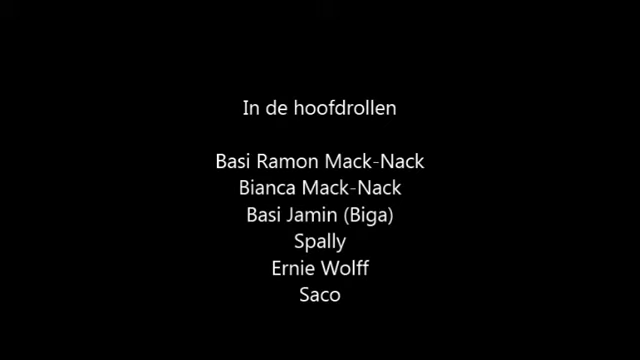 In de hoofdrollen
Basi Ramon Mack-Nack
Bianca Mack-Nack
Basi Jamin (Biga)
Spally
Ernie Wolff
Saco